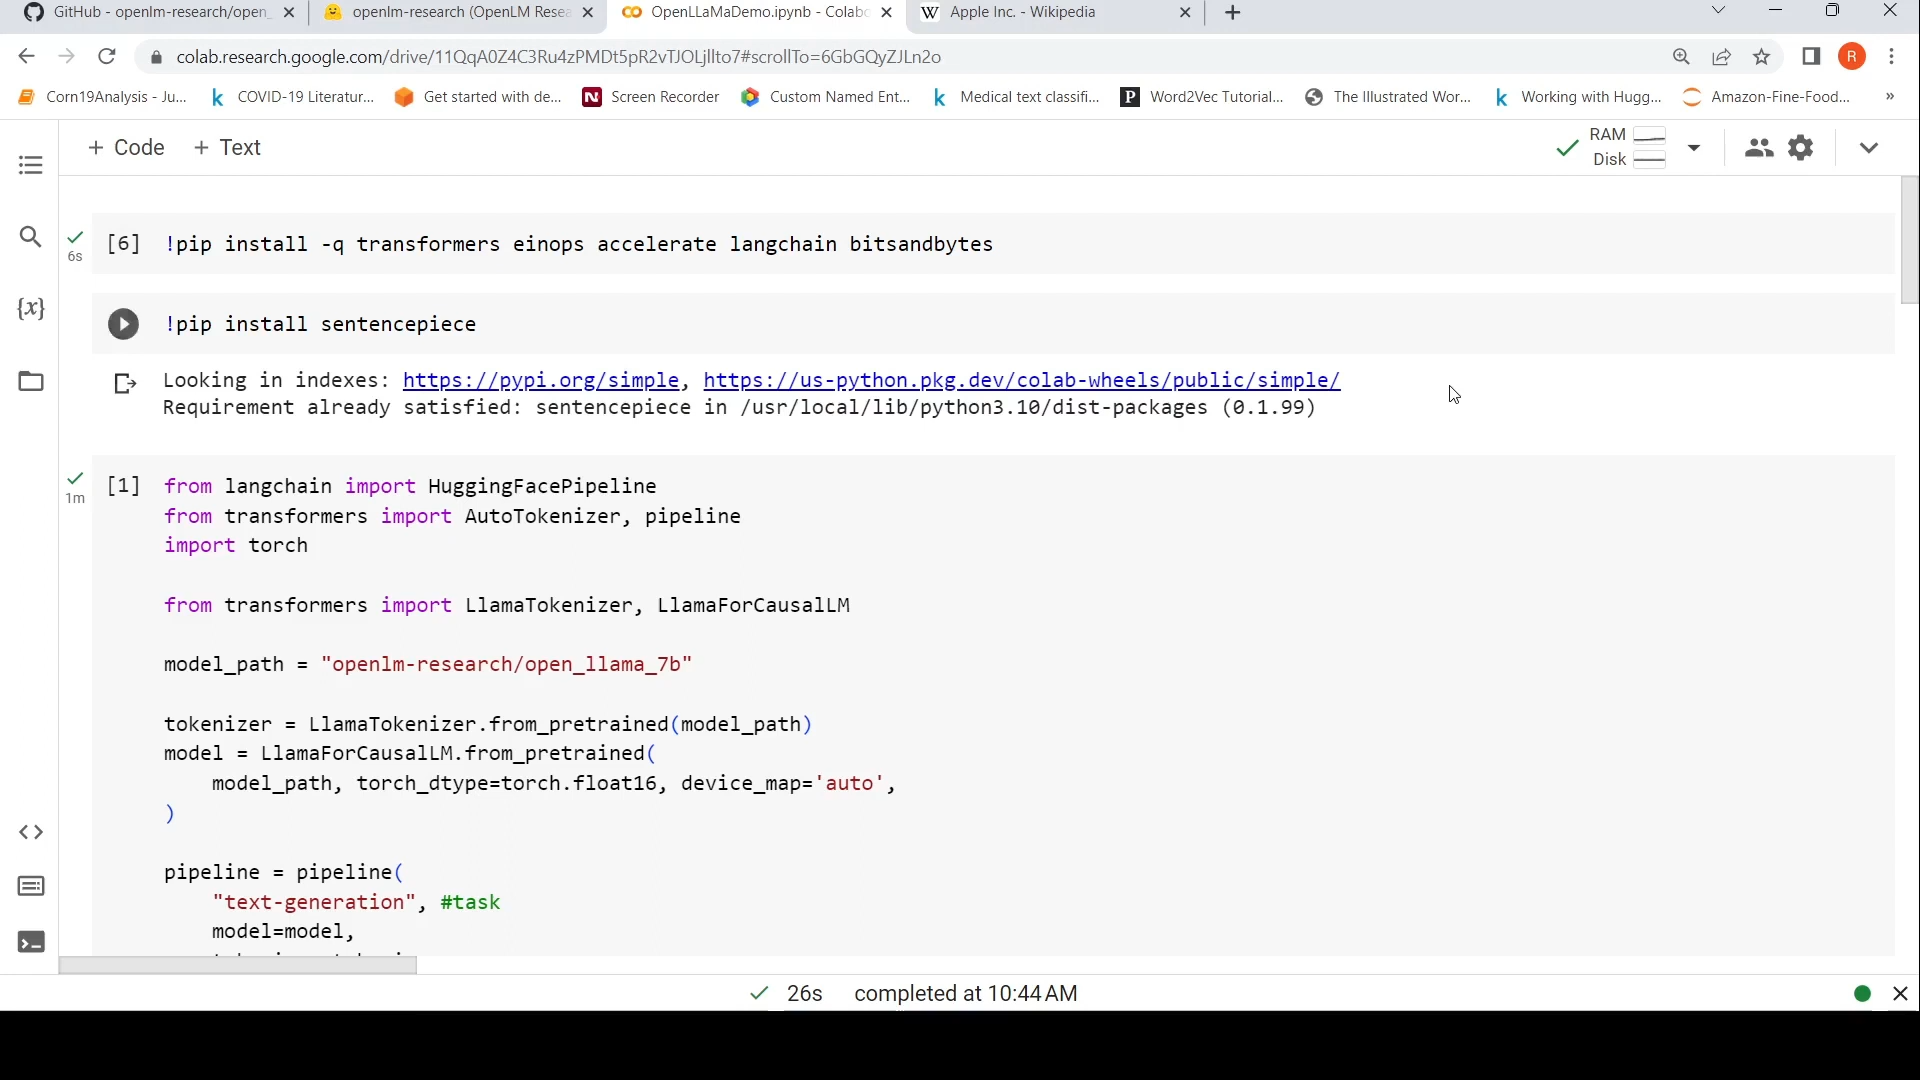 GitHub - openlm-research/open_
openlm-research (OpenLM Resea
OpenLLaMaDemo.ipynb - Colabo
Apple Inc. - Wikipedia
colab.research.google.com/drive/11QqA0Z4C3Ru4zPMDt5pR2vTJOLjllto7#scrollTo=6GbGQyZJLn2o
R
Corn19Analysis - Ju...
COVID-19 Literatur...
Get started with de...
Screen Recorder
Custom Named Ent...
Medical text classifi...
Word2Vec Tutorial...
The Illustrated Wor...
Working with Hugg...
Amazon-Fine-Food...
»
+ Code + Text
RAM
Disk
6s
[6] !pip install -q transformers einops accelerate langchain bitsandbytes
!pip install sentencepiece
Looking in indexes: https://pypi.org/simple, https://us-python.pkg.dev/colab-wheels/public/simple/
Requirement already satisfied: sentencepiece in /usr/local/lib/python3.10/dist-packages (0.1.99)
1m
[1] from langchain import HuggingFacePipeline
from transformers import AutoTokenizer, pipeline
import torch
from transformers import LlamaTokenizer, LlamaForCausalLM
model_path = "openlm-research/open_llama_7b"
tokenizer = LlamaTokenizer.from_pretrained(model_path)
model = LlamaForCausalLM.from_pretrained(
model_path, torch_dtype=torch.float16, device_map='auto',
)
pipeline = pipeline(
"text-generation", #task
model=model,
26s completed at 10:44 AM